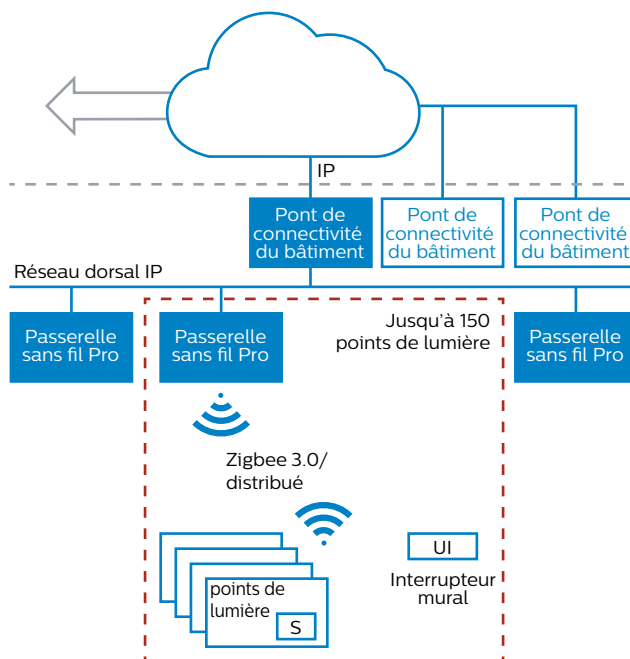 IP
Pont de
connectivité
du bâtiment
Pont de
connectivité
du bâtiment
Pont de
connectivité
du bâtiment
Réseau dorsal IP
Passerelle
sans fil Pro
Passerelle
sans fil Pro
Jusqu'à 150
points de lumière
Passerelle
sans fil Pro
Zigbee 3.0/
distribué
points de
lumière
S
UI
Interrupteur
mural